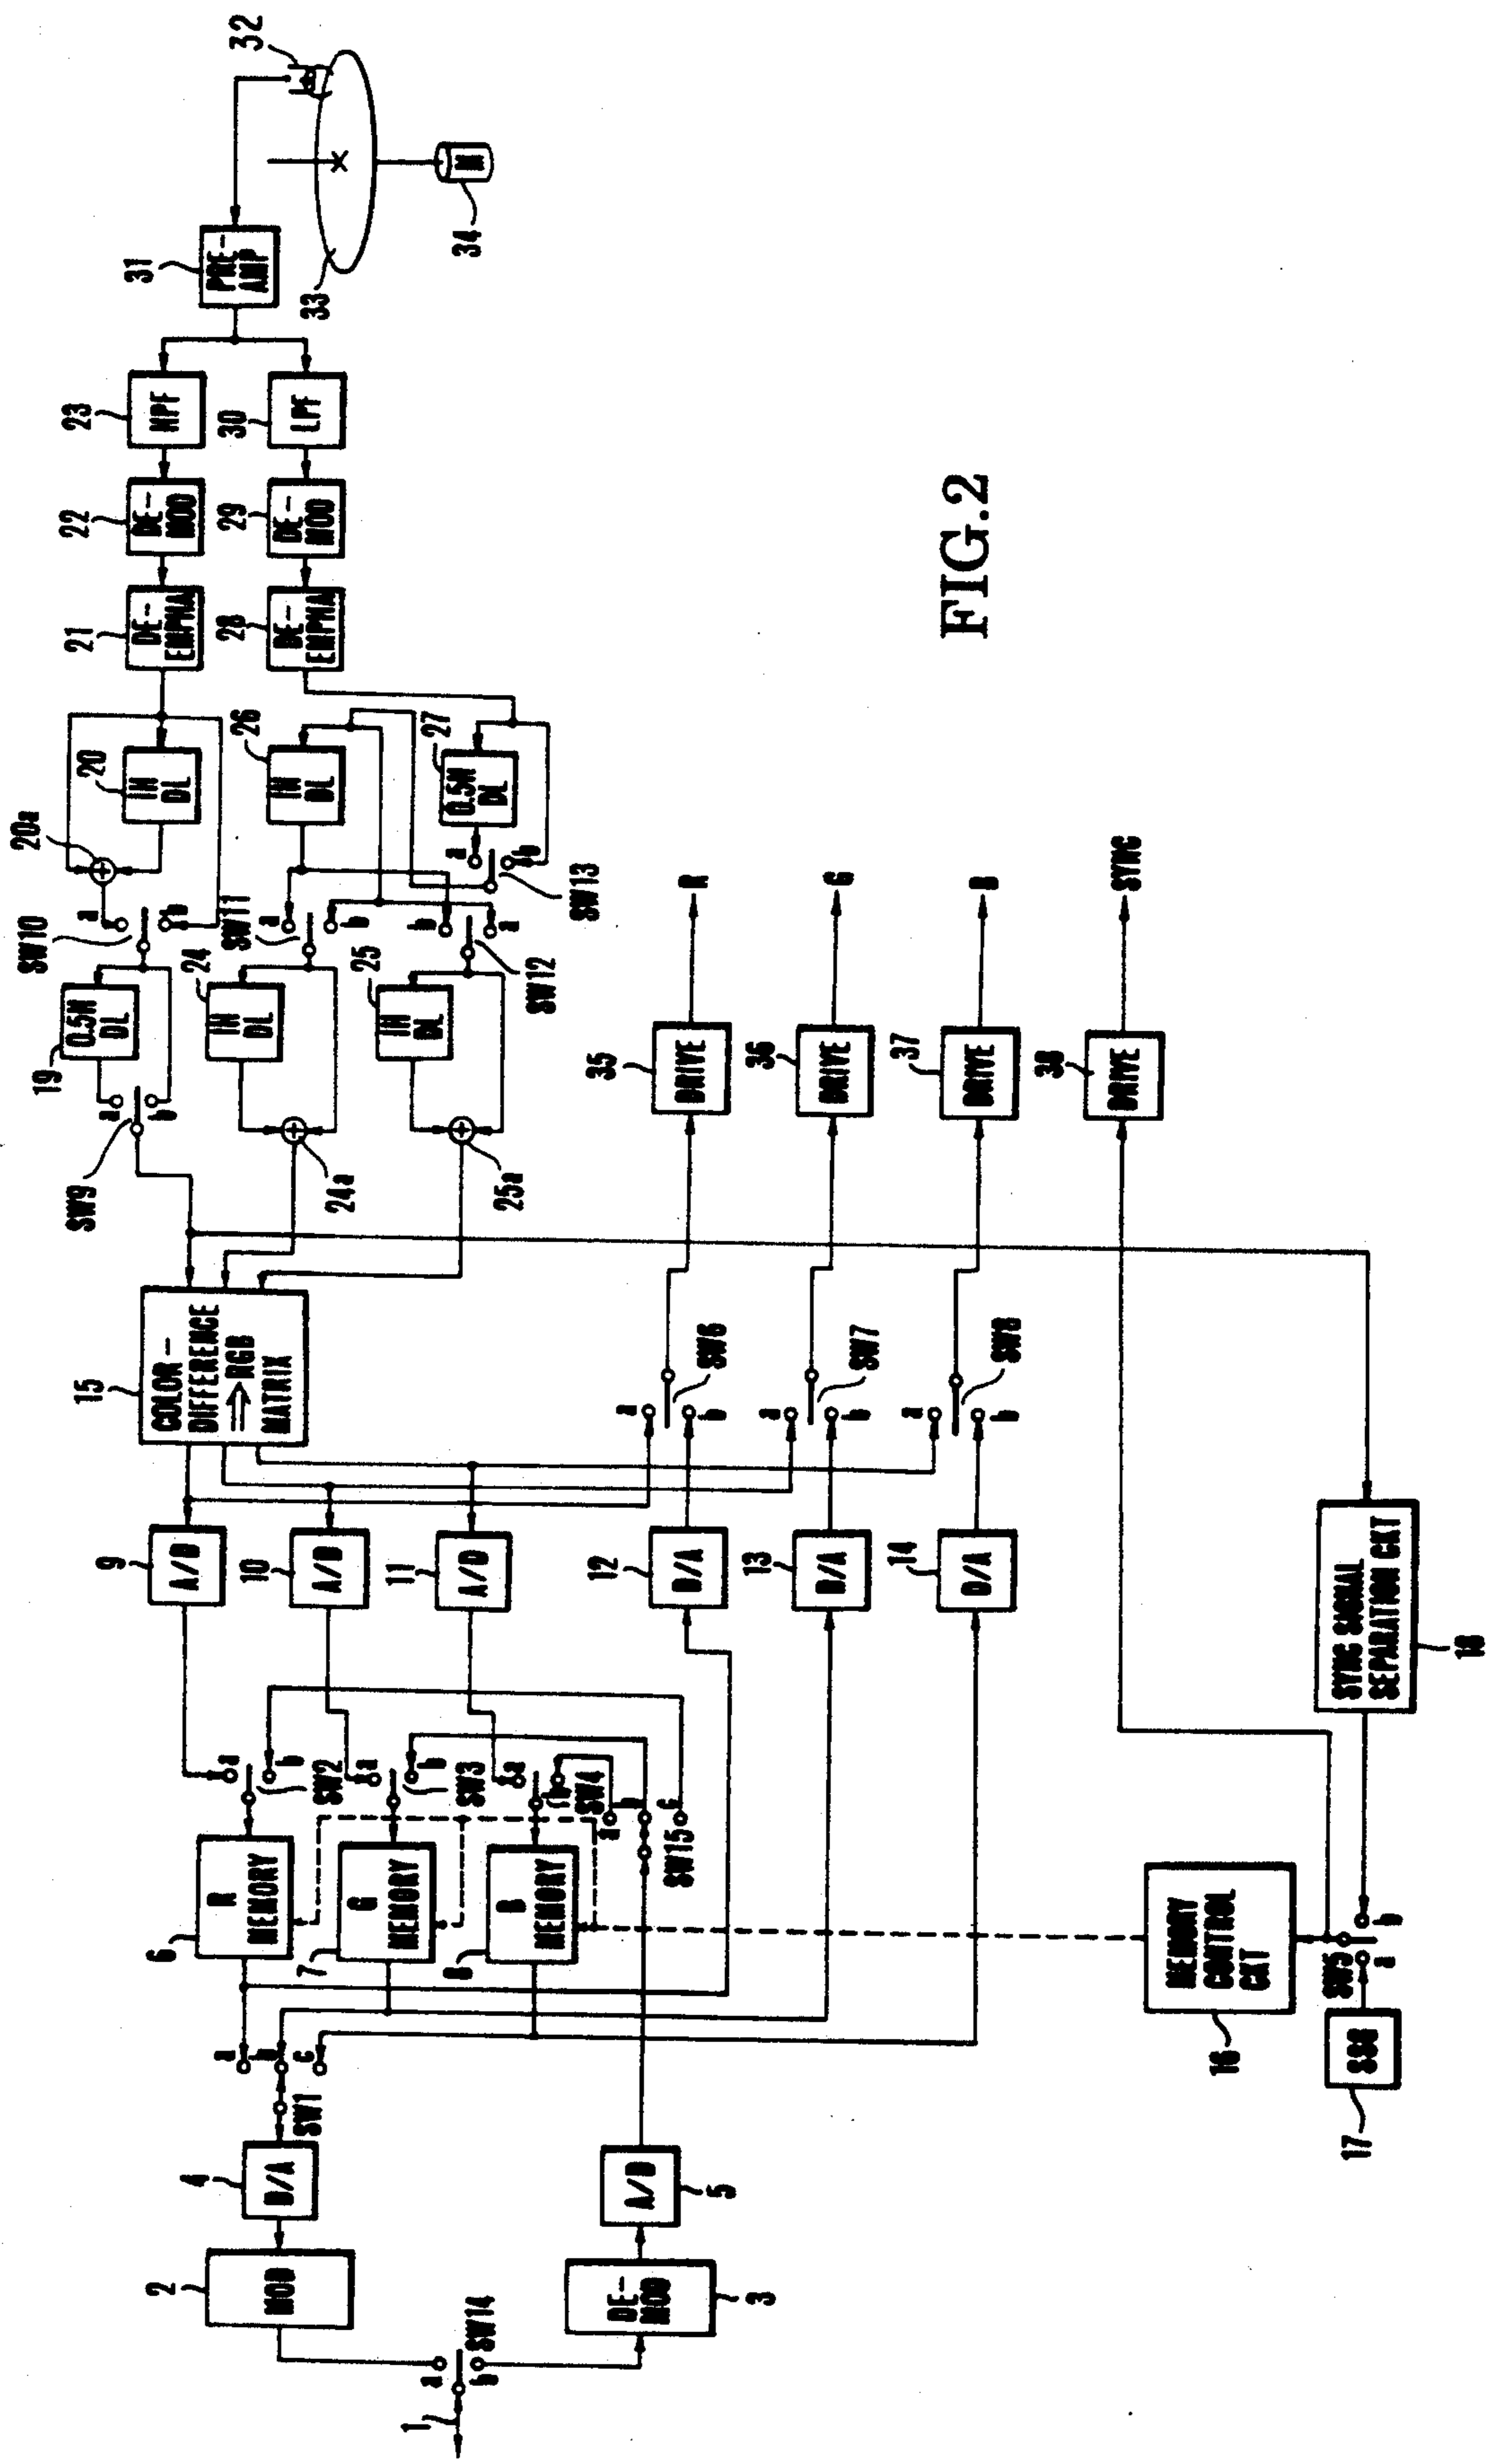 FIG.2
1
SW14
a
b
2
MOD
DE-
MOD
3
4
D/A
A/D
5
SW1
a
b
c
6
R
MEMORY
7
G
MEMORY
8
B
MEMORY
SW2
a
b
SW3
a
b
SW4
a
b
SW15
a
b
c
9
A/D
10
A/D
11
A/D
12
D/A
13
D/A
14
D/A
15
COLOR-
DIFFERENCE
⇒RGB
MATRIX
16
MEMORY
CONTROL
CKT
17
SSG
SW5
a
b
SYNC SIGNAL
SEPARATION CKT
18
SW6
a
b
SW7
a
b
SW8
a
b
SW9
a
b
19
0.5H
DL
SW10
a
b
20a
20
1H
DL
21
DE-
EMPHA
22
DE-
MOD
23
HPF
24
1H
DL
24a
SW11
a
b
25
1H
DL
25a
SW12
b
a
26
1H
DL
27
0.5H
DL
SW13
a
b
28
DE-
EMPHA
29
DE-
MOD
30
LPF
31
PRE-
AMP
32
33
34
M
35
DRIVE
R
36
DRIVE
G
37
DRIVE
B
38
DRIVE
SYNC